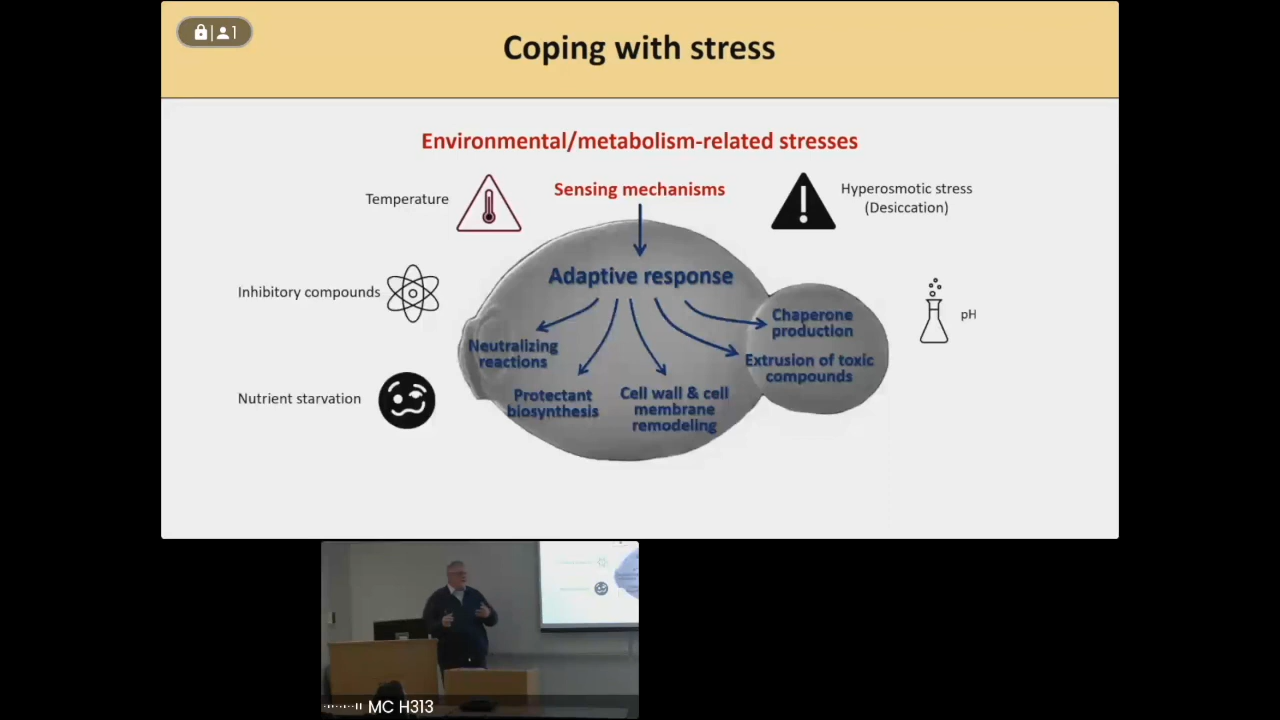 1
Coping with stress
Environmental/metabolism-related stresses
Temperature
Sensing mechanisms
Hyperosmotic stress
(Desiccation)
Adaptive response
Inhibitory compounds
pH
Chaperone
production
Neutralizing
reactions
Extrusion of toxic
compounds
Nutrient starvation
Protectant
biosynthesis
Cell wall & cell
membrane
remodeling
MC H313